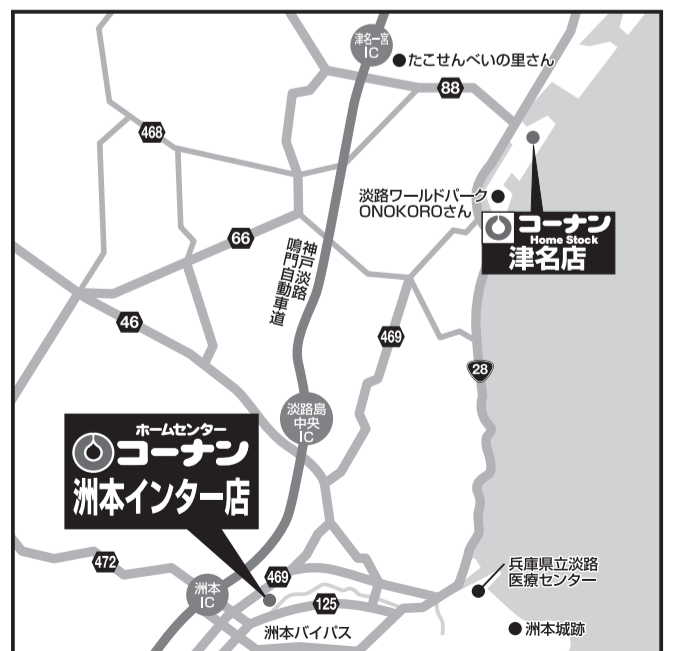 津名一宮
IC
たこせんべいの里さん
88
468
淡路ワールドパーク
ONOKOROさん
コーナン
Home Stock
津名店
66
神戸淡路
鳴門自動車道
46
469
28
淡路島
中央
IC
ホームセンター
コーナン
洲本インター店
472
兵庫県立淡路
医療センター
469
洲本
IC
125
洲本バイパス
洲本城跡